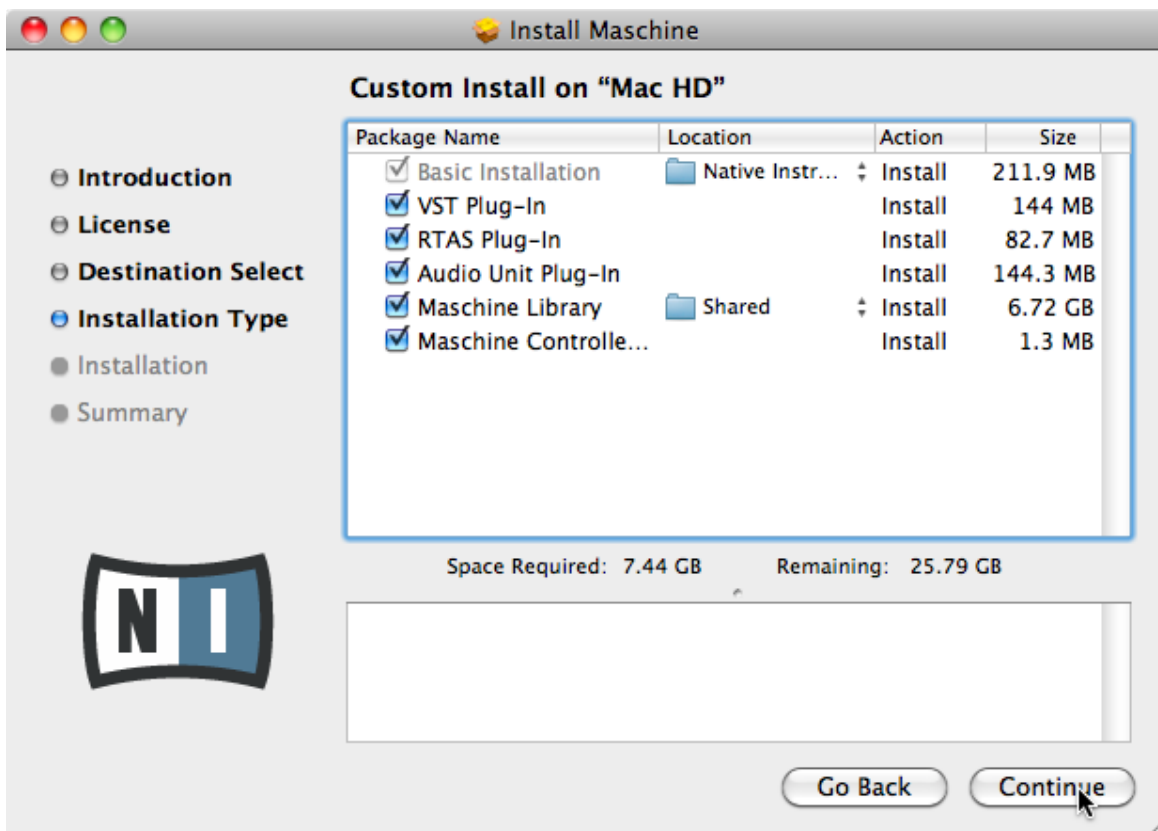 Install Maschine
Custom Install on “Mac HD”
Introduction
License
Destination Select
Installation Type
Installation
Summary
Package Name Location Action Size
Basic Installation Native Instr... Install 211.9 MB
VST Plug-In Install 144 MB
RTAS Plug-In Install 82.7 MB
Audio Unit Plug-In Install 144.3 MB
Maschine Library Shared Install 6.72 GB
Maschine Controlle... Install 1.3 MB
Space Required: 7.44 GB Remaining: 25.79 GB
NI
Go Back Continue